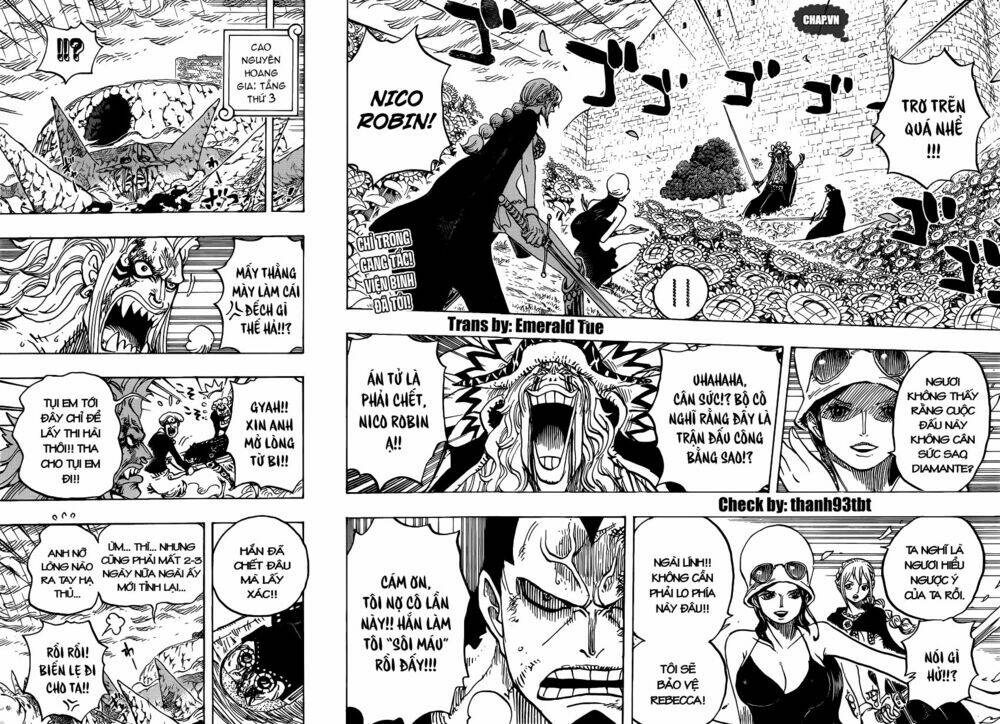 CHAP.VN
TRƠ TRẼN
QUÁ NHỂ
!!!
NICO
ROBIN!
ゴゴゴゴ
ゴゴゴ
CHỈ TRONG
GANG TẤC!
VIỆN BINH
ĐÃ TỚI!
!!!
Trans by: Emerald Tue
NGƯƠI
KHÔNG THẤY
RẰNG CUỘC
ĐẤU NÀY
KHÔNG CÂN
SỨC SAO,
DIAMANTE?
UHAHAHA,
CÂN SỨC!? BỘ CÔ
NGHĨ RẰNG ĐÂY LÀ
TRẬN ĐẤU CÔNG
BẰNG SAO!?
ÁN TỬ LÀ
PHẢI CHẾT,
NICO ROBIN
Ạ!!
Check by: thanh93tbt
TA NGHĨ LÀ
NGƯƠI HIỂU
NGƯỢC Ý
CỦA TA RỒI.
NÓI GÌ
HỬ!?
NGÀI LÍNH!!
KHÔNG CẦN
PHẢI LO PHÍA
NÀY ĐÂU!!
TÔI SẼ
BẢO VỆ
REBECCA!
CÁM ƠN,
TÔI NỢ CÔ LẦN
NÀY!! HẮN LÀM
TÔI "SÔI MÁU"
RỒI ĐẤY!!!
CAO
NGUYÊN
HOANG
GIA: TẦNG
THỨ 3
!!?
MẤY THẰNG
MÀY LÀM CÁI
ĐẾCH GÌ
THẾ HẢ!!?
GYAH!!
XIN ANH
MỞ LÒNG
TỪ BI!!
TỤI EM TỚI
ĐÂY CHỈ ĐỂ
LẤY THI HÀI
THÔI!! THA
CHO TỤI EM
ĐI!!
HẮN ĐÃ
CHẾT ĐÂU
MÀ LẤY
XÁC!!
ỪM... THÌ... NHƯNG
CŨNG PHẢI MẤT 2-3
NGÀY NỮA NGÀI ẤY
MỚI TỈNH LẠI...
ANH NỠ
LÒNG NÀO
RA TAY HẠ
THỦ...
RỒI RỒI!
BIẾN LẸ ĐI
CHO TA!!